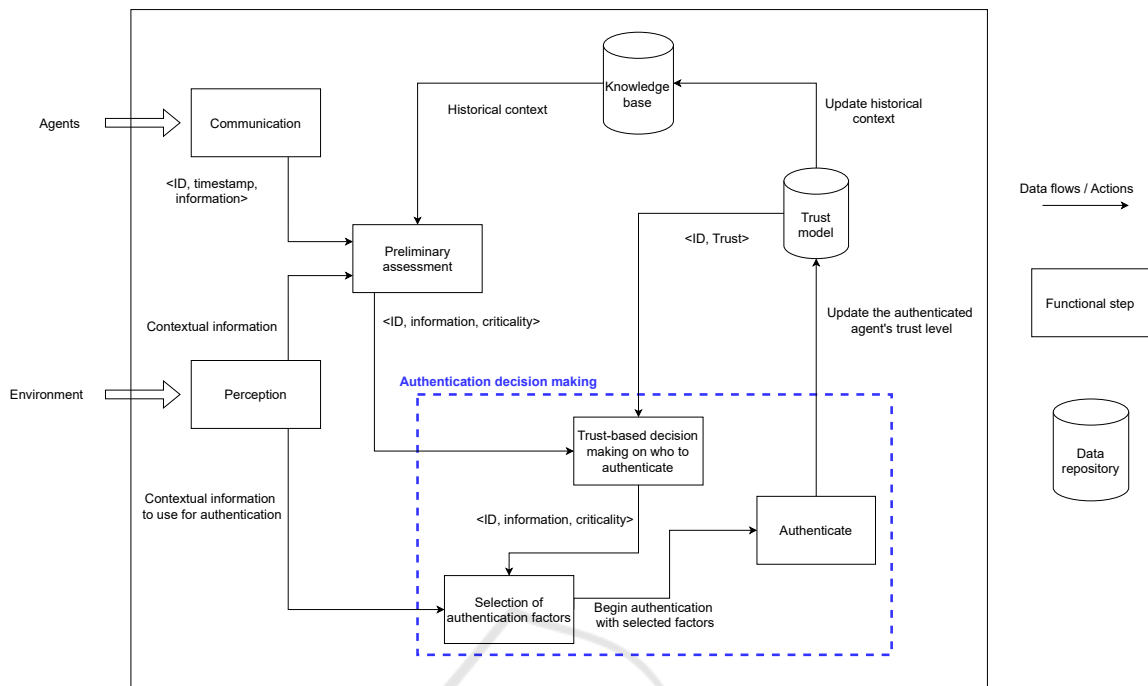 Knowledge
base
Historical context
Update historical
context
Agents
Communication
<ID, timestamp,
information>
Data flows / Actions
Trust
model
<ID, Trust>
Preliminary
assessment
Functional step
Contextual information
<ID, information, criticality>
Update the authenticated
agent's trust level
Environment
Perception
Authentication decision making
Trust-based decision
making on who to
authenticate
Data
repository
Contextual information
to use for authentication
<ID, information, criticality>
Authenticate
Selection of
authentication factors
Begin authentication
with selected factors